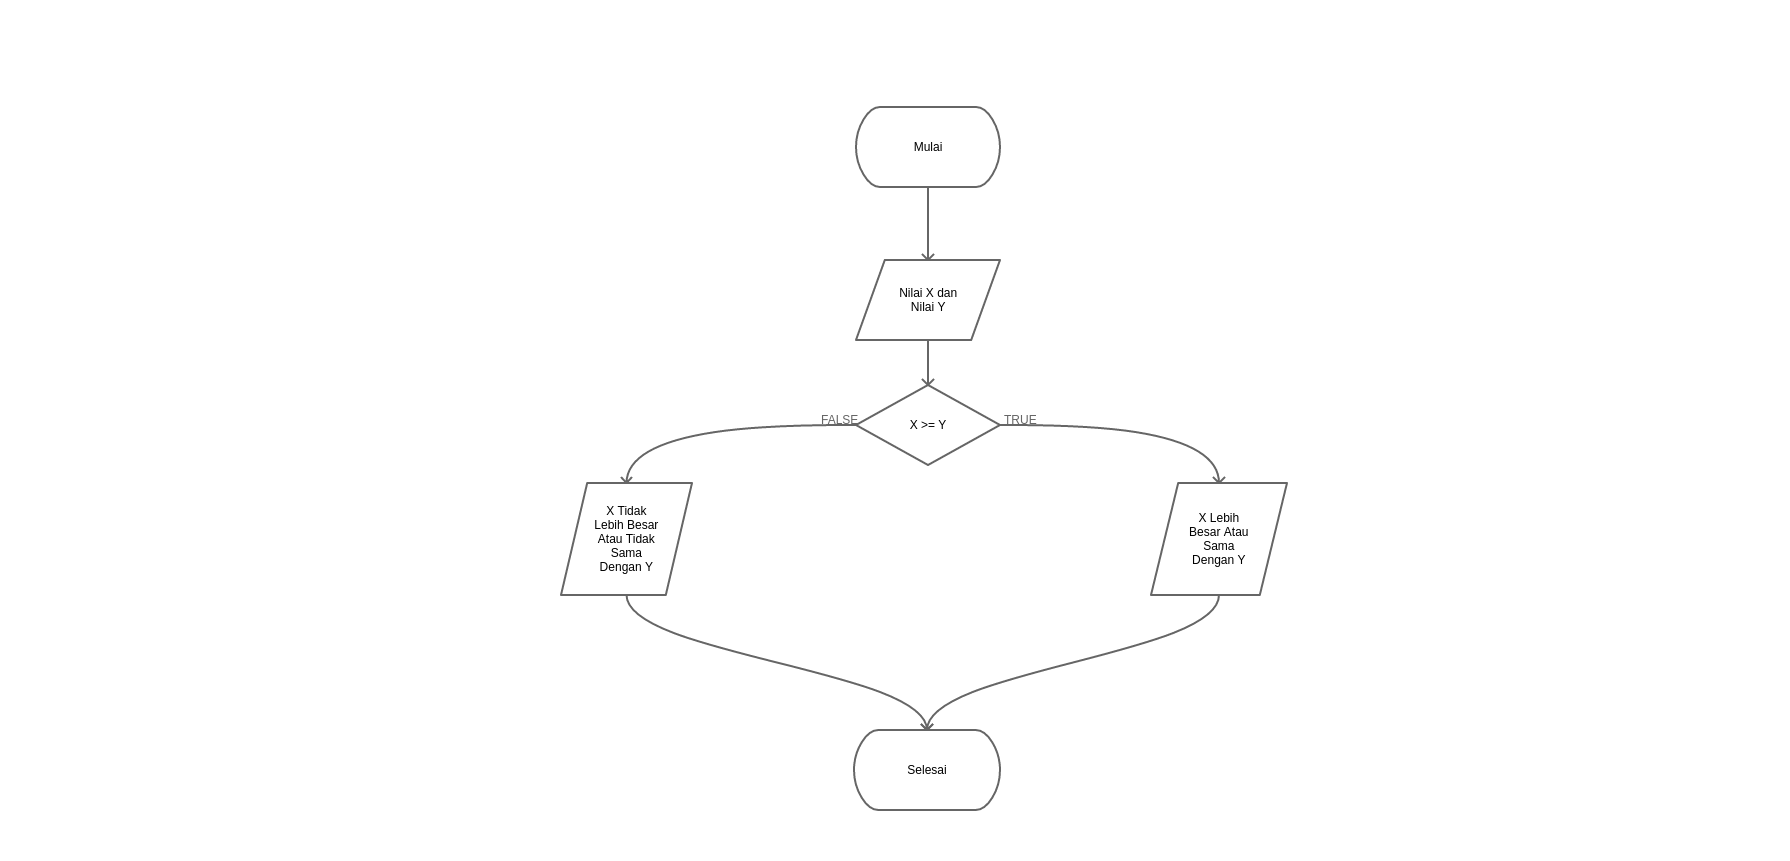 Mulai
Nilai X dan
Nilai Y
X >= Y
FALSE
TRUE
X Tidak
Lebih Besar
Atau Tidak
Sama
Dengan Y
X Lebih
Besar Atau
Sama
Dengan Y
Selesai